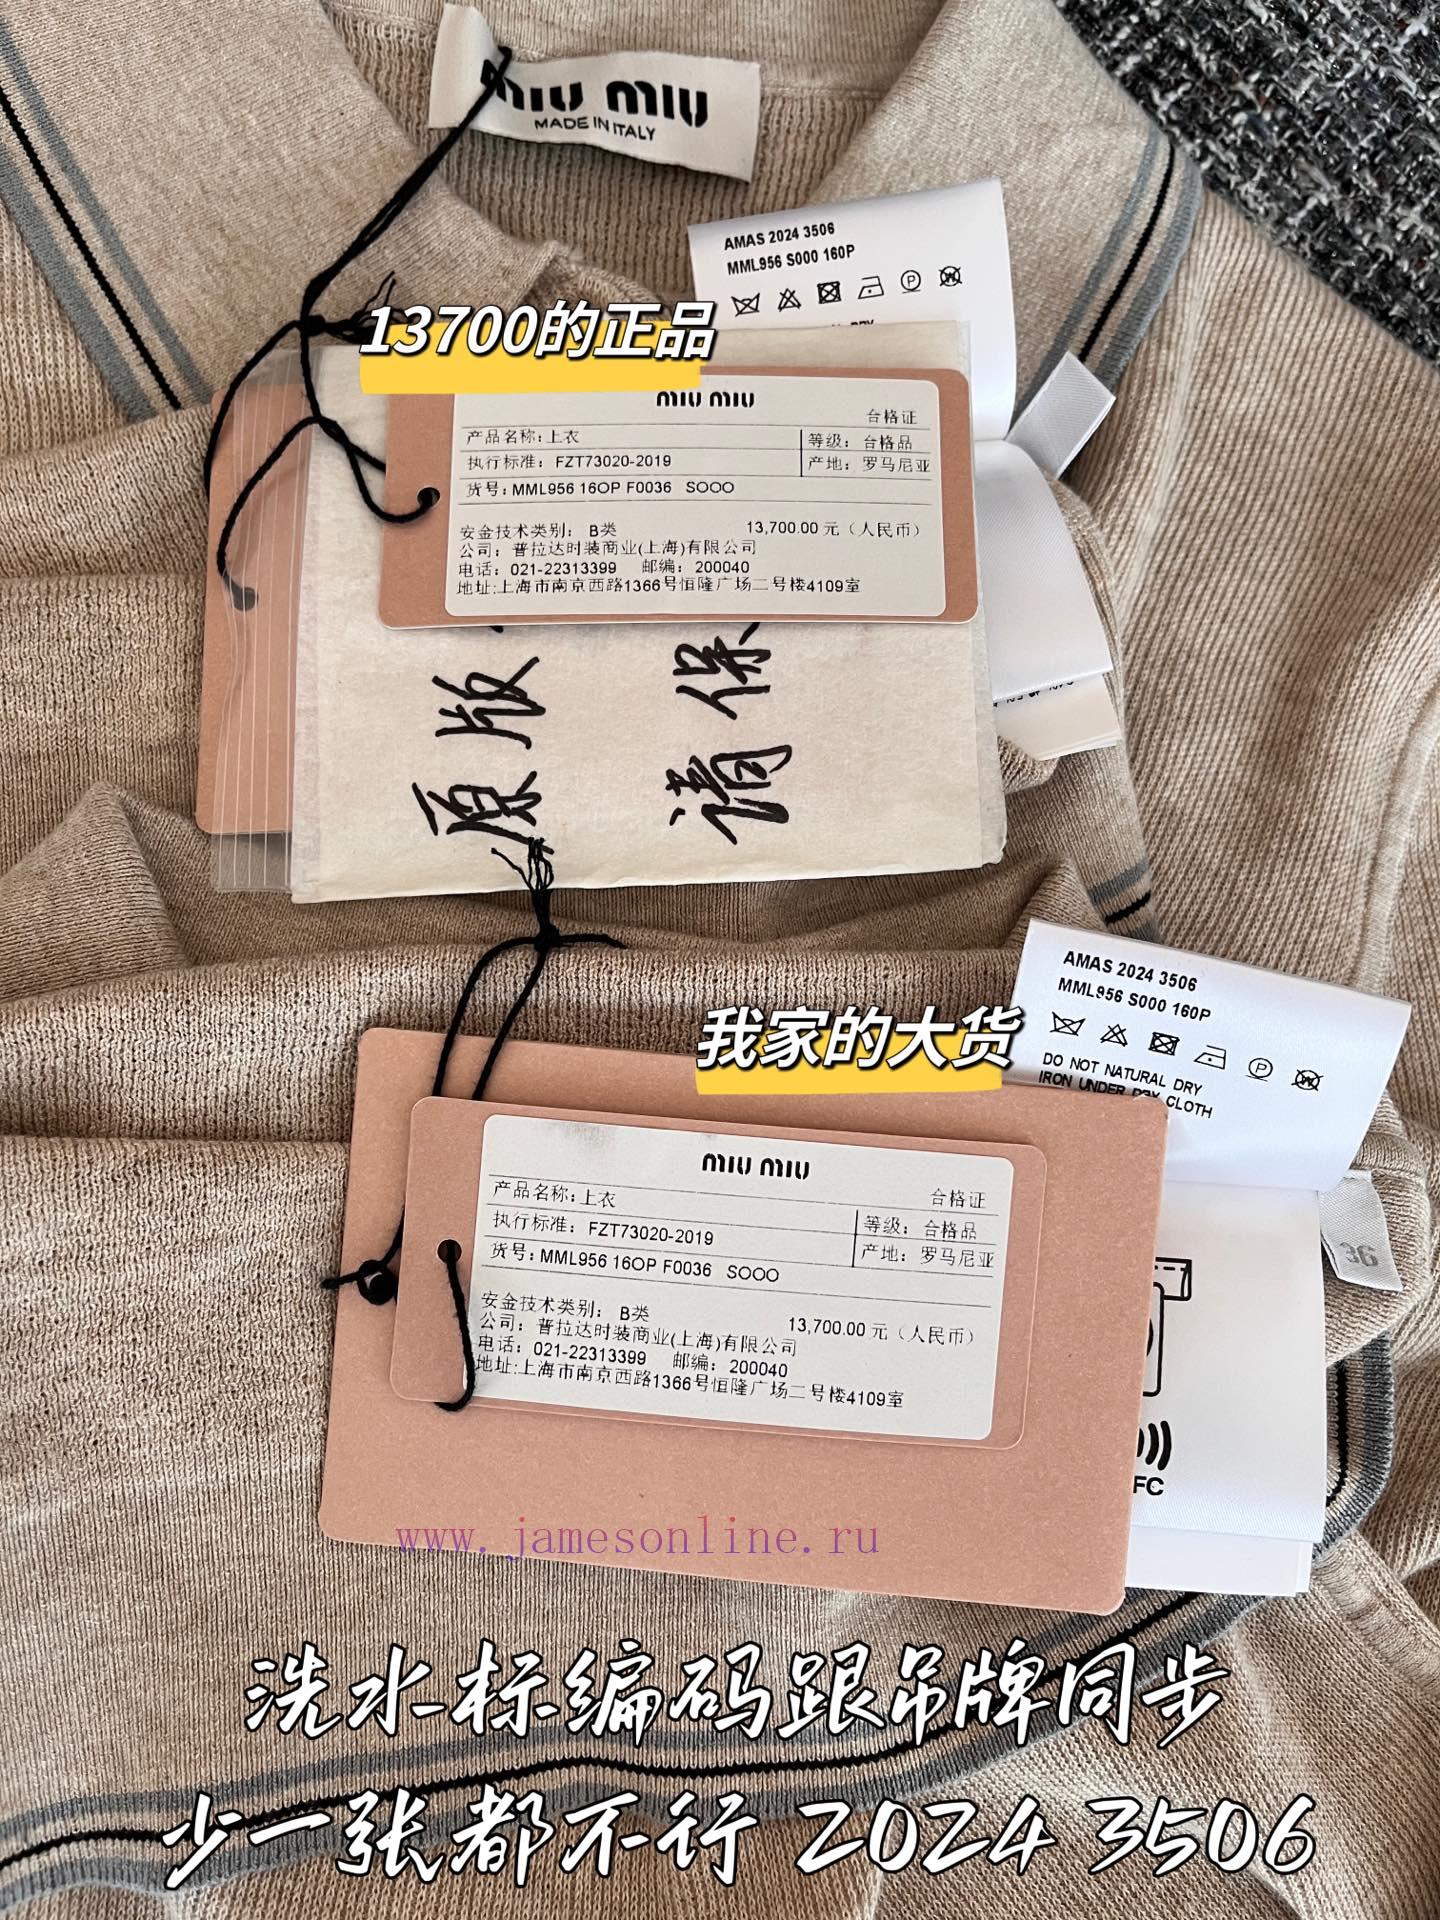 MIU MIU
MADE IN ITALY
AMAS 2024 3506
MML956 S000 160P
13700的正品
MIU MIU
合格证
产品名称:上衣
等级: 合格品
执行标准: FZT73020-2019
产地: 罗马尼亚
货号: MML956 16OP F0036 SOOO
安金技术类别: B类
13,700.00 元（人民币）
公司: 普拉达时装商业(上海)有限公司
电话: 021-22313399 邮编: 200040
地址:上海市南京西路1366号恒隆广场二号楼4109室
原版
请保
AMAS 2024 3506
MML956 S000 160P
我家的大货
DO NOT NATURAL DRY
IRON UNDER DRY CLOTH
MIU MIU
产品名称:上衣
合格证
执行标准: FZT73020-2019
等级: 合格品
货号: MML956 16OP F0036 SOOO
产地: 罗马尼亚
36
安金技术类别: B类
13,700.00 元（人民币）
公司: 普拉达时装商业(上海)有限公司
电话: 021-22313399 邮编: 200040
地址:上海市南京西路1366号恒隆广场二号楼4109室
FC
www.jamesonline.ru
洗水标编码跟吊牌同步
少一张都不行 2024 3506